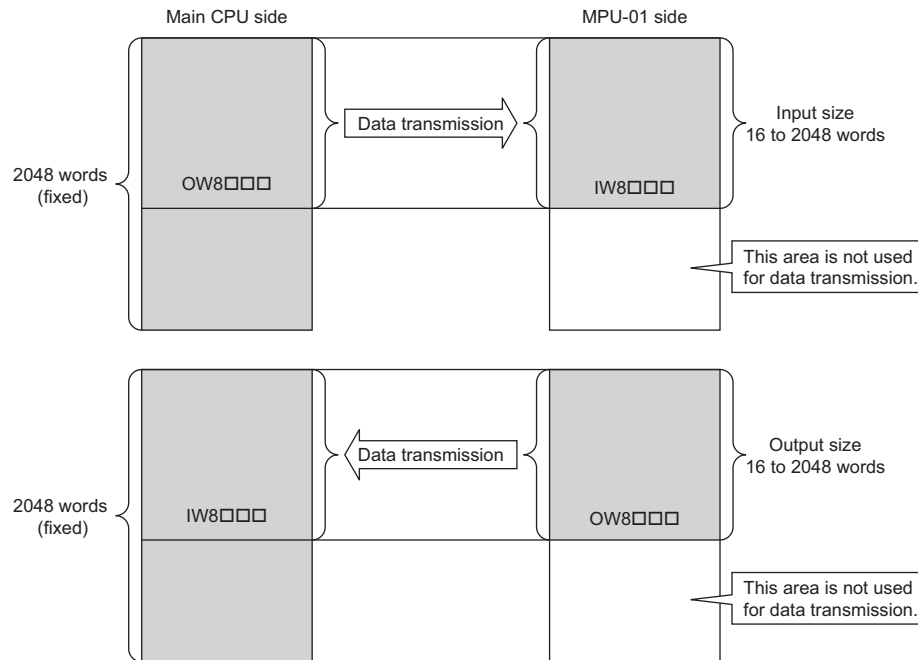 Main CPU side
MPU-01 side
Data transmission
Input size
16 to 2048 words
2048 words
(fixed)
OW8□□□
IW8□□□
This area is not used
for data transmission.
Data transmission
Output size
16 to 2048 words
2048 words
(fixed)
IW8□□□
OW8□□□
This area is not used
for data transmission.